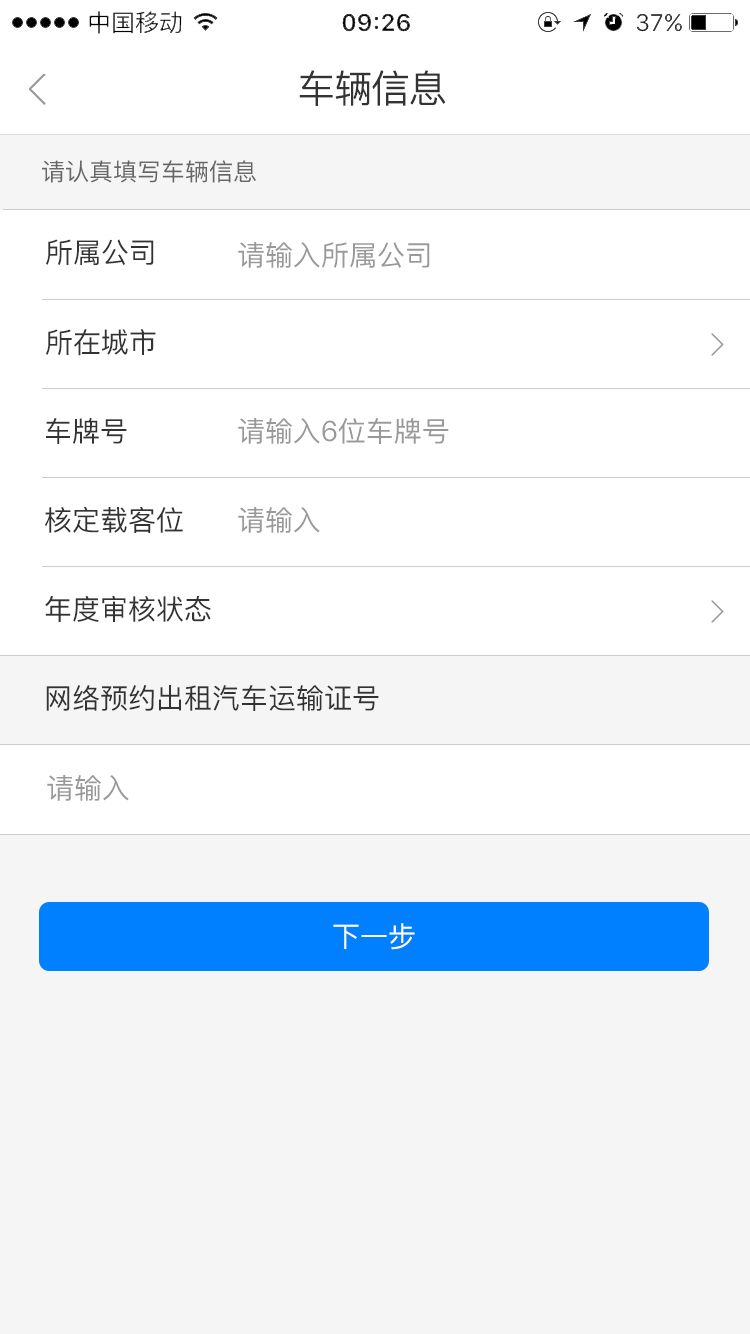 中国移动 09:26 37%
车辆信息
请认真填写车辆信息
所属公司 请输入所属公司
所在城市
车牌号 请输入6位车牌号
核定载客位 请输入
年度审核状态
网络预约出租汽车运输证号
请输入
下一步